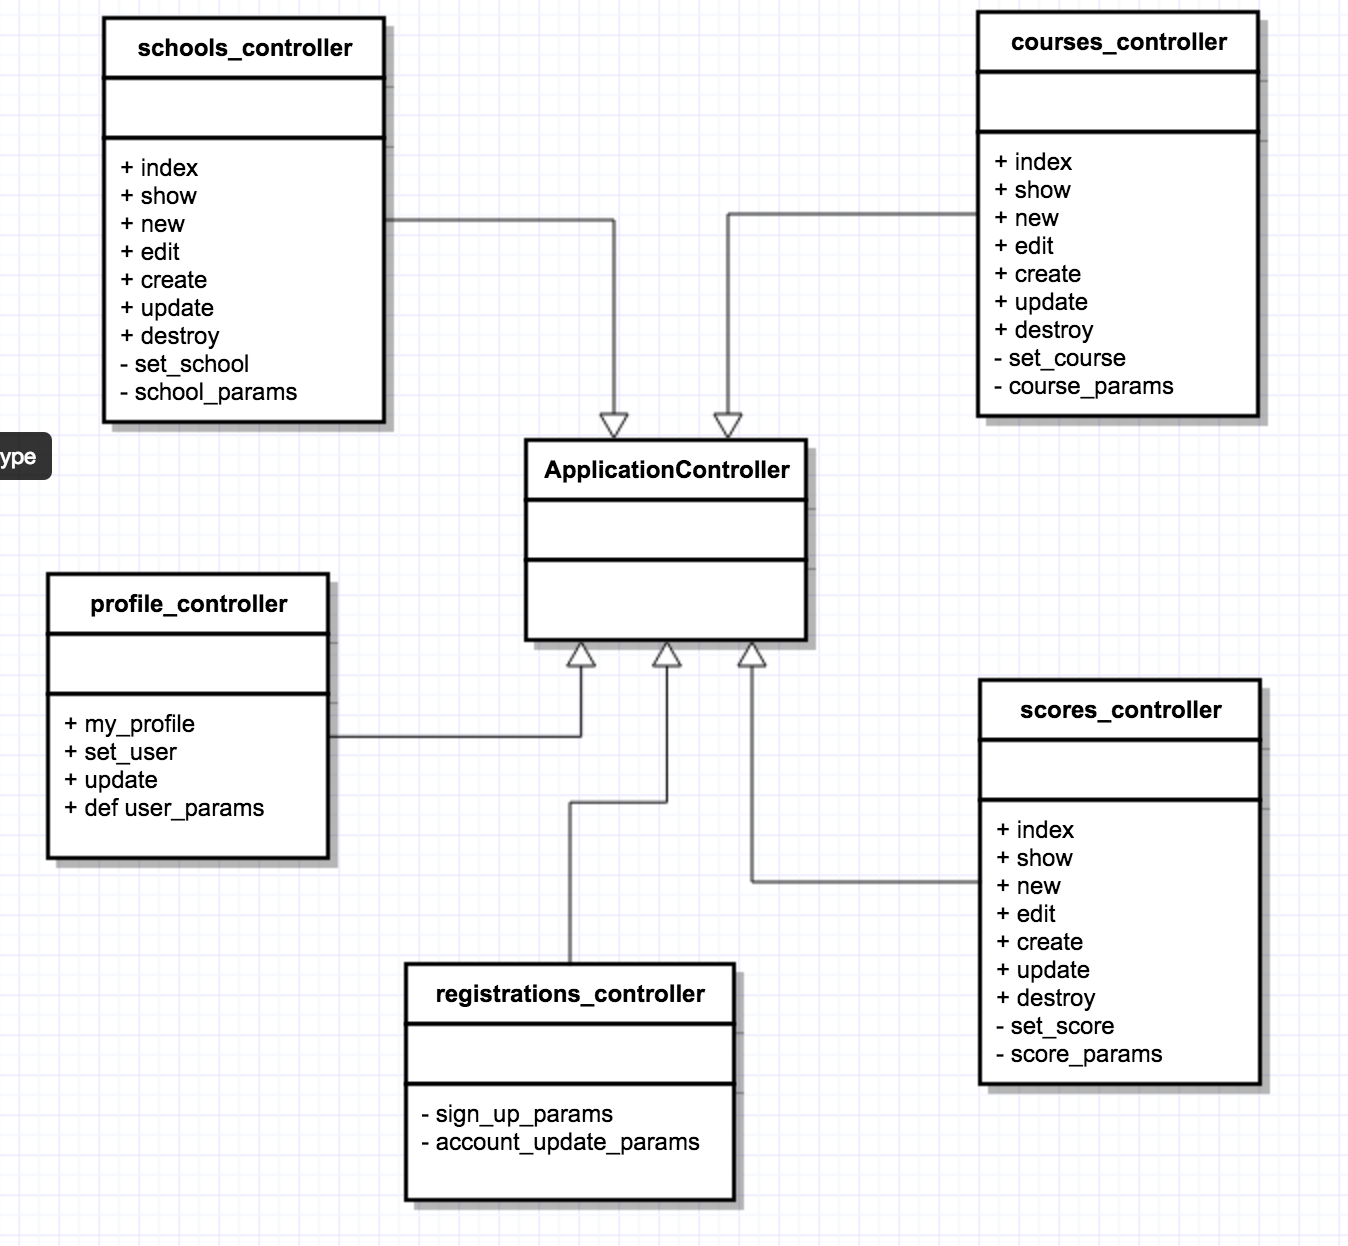 schools_controller
+ index
+ show
+ new
+ edit
+ create
+ update
+ destroy
- set_school
- school_params
courses_controller
+ index
+ show
+ new
+ edit
+ create
+ update
+ destroy
- set_course
- course_params
ype
ApplicationController
profile_controller
+ my_profile
+ set_user
+ update
+ def user_params
scores_controller
+ index
+ show
+ new
+ edit
+ create
+ update
+ destroy
- set_score
- score_params
registrations_controller
- sign_up_params
- account_update_params